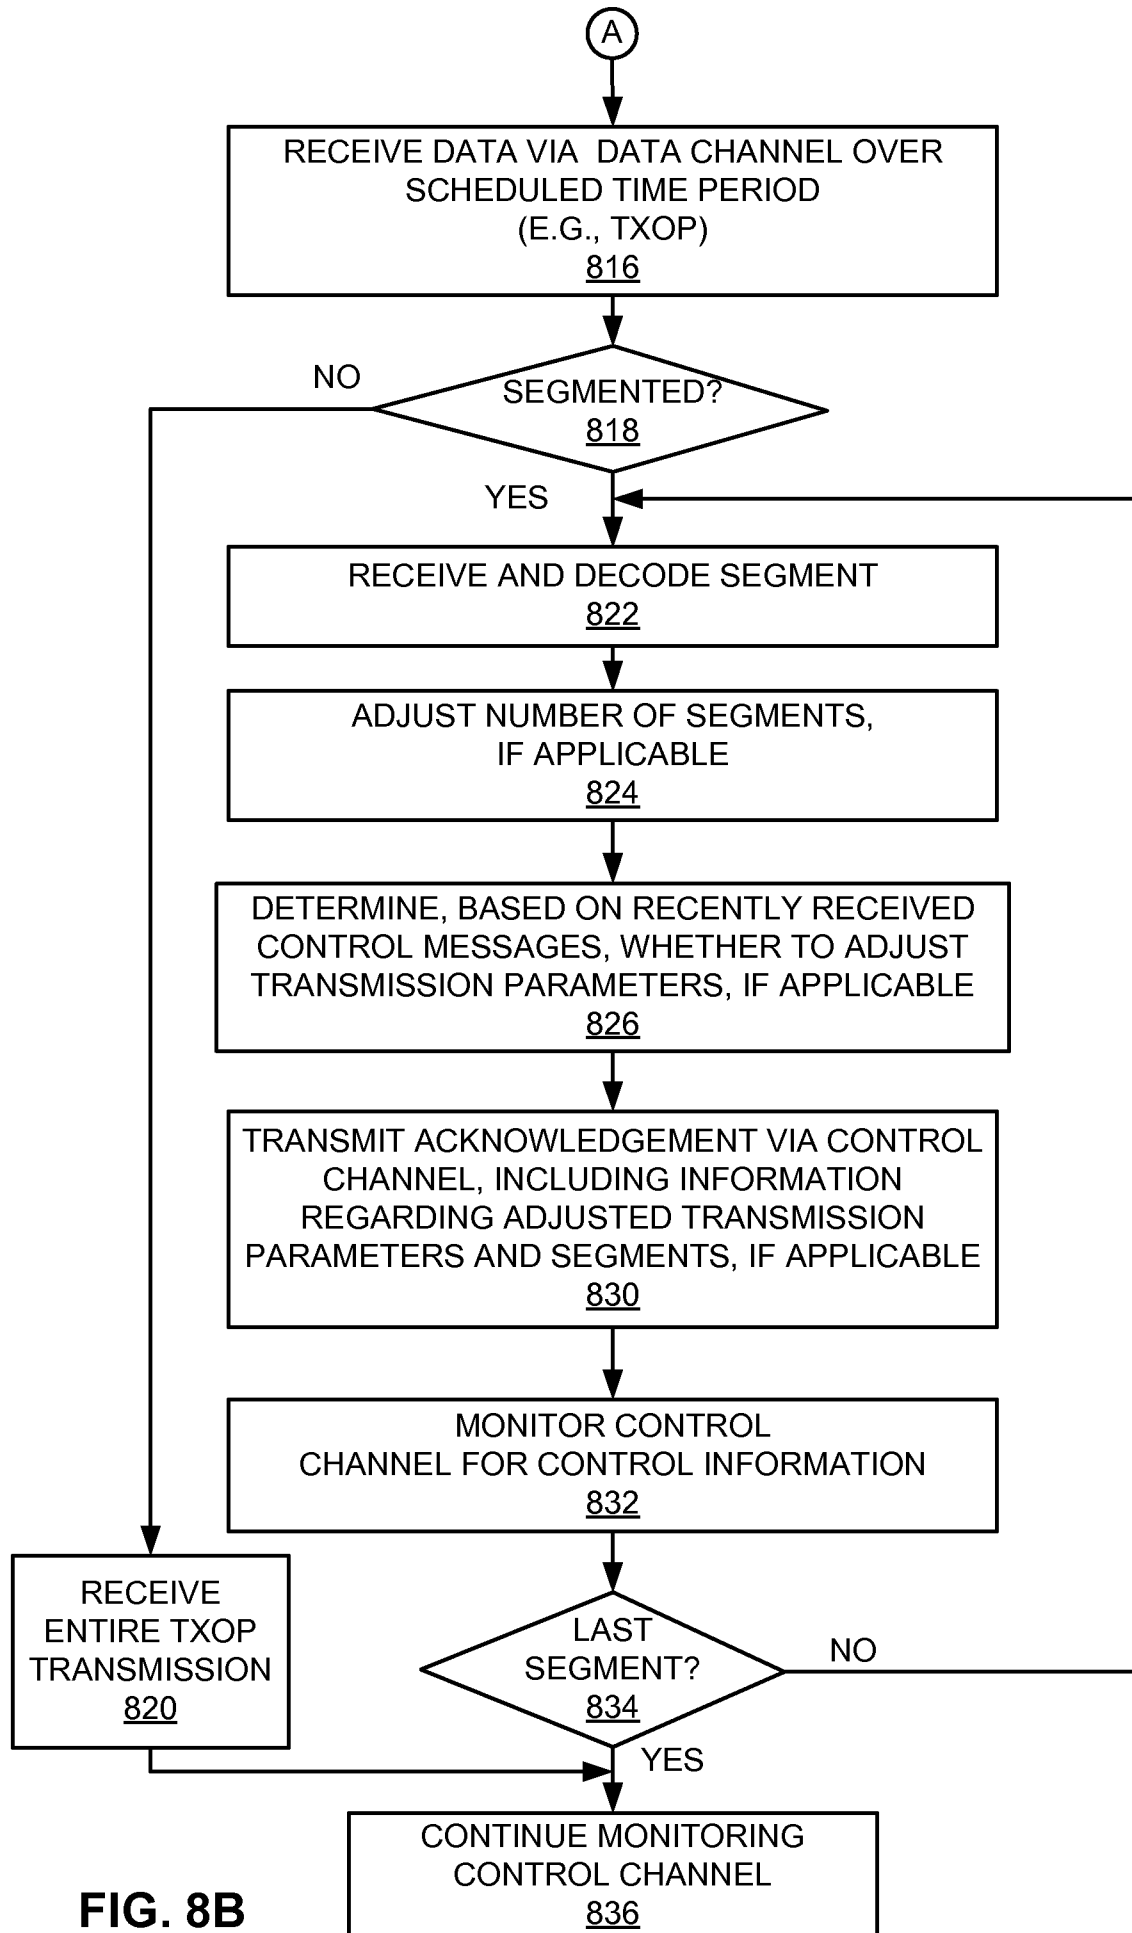 A
RECEIVE DATA VIA DATA CHANNEL OVER
SCHEDULED TIME PERIOD
(E.G., TXOP)
816
NO
SEGMENTED?
818
YES
RECEIVE AND DECODE SEGMENT
822
ADJUST NUMBER OF SEGMENTS,
IF APPLICABLE
824
DETERMINE, BASED ON RECENTLY RECEIVED
CONTROL MESSAGES, WHETHER TO ADJUST
TRANSMISSION PARAMETERS, IF APPLICABLE
826
TRANSMIT ACKNOWLEDGEMENT VIA CONTROL
CHANNEL, INCLUDING INFORMATION
REGARDING ADJUSTED TRANSMISSION
PARAMETERS AND SEGMENTS, IF APPLICABLE
830
MONITOR CONTROL
CHANNEL FOR CONTROL INFORMATION
832
RECEIVE
ENTIRE TXOP
TRANSMISSION
820
LAST
SEGMENT?
834
NO
YES
CONTINUE MONITORING
CONTROL CHANNEL
836
FIG. 8B